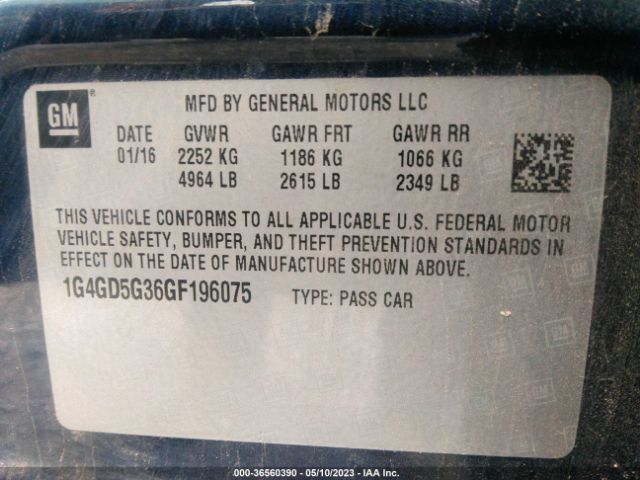 GM
®
MFD BY GENERAL MOTORS LLC
DATE GVWR GAWR FRT GAWR RR
01/16 2252 KG 1186 KG 1066 KG
4964 LB 2615 LB 2349 LB
THIS VEHICLE CONFORMS TO ALL APPLICABLE U.S. FEDERAL MOTOR
VEHICLE SAFETY, BUMPER, AND THEFT PREVENTION STANDARDS IN
EFFECT ON THE DATE OF MANUFACTURE SHOWN ABOVE.
1G4GD5G36GF196075 TYPE: PASS CAR
000-36560390 - 05/10/2023 - IAA Inc.